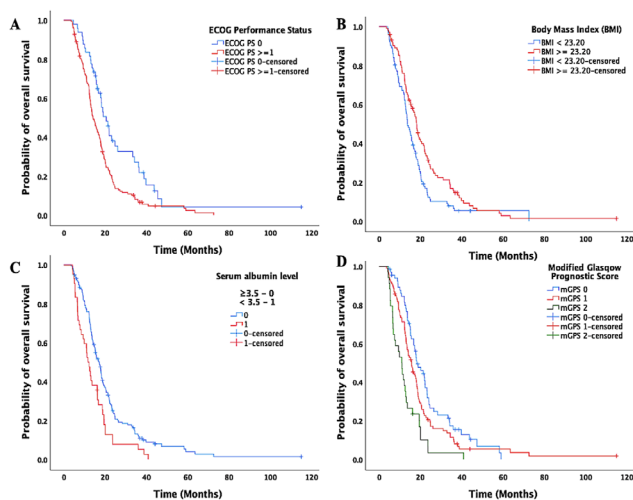 A
ECOG Performance Status
ECOG PS 0
ECOG PS >=1
ECOG PS 0-censored
ECOG PS >=1-censored
Probability of overall survival
1.0
0.8
0.6
0.4
0.2
0.0
0 20 40 60 80 100 120
Time (Months)
B
Body Mass Index (BMI)
BMI < 23.20
BMI >= 23.20
BMI < 23.20-censored
BMI >= 23.20-censored
Probability of overall survival
1.0
0.8
0.6
0.4
0.2
0.0
0 20 40 60 80 100 120
Time (Months)
C
Serum albumin level
≥3.5 - 0
< 3.5 - 1
0
1
0-censored
1-censored
Probability of overall survival
1.0
0.8
0.6
0.4
0.2
0.0
0 20 40 60 80 100 120
Time (Months)
D
Modified Glasgow
Prognostic Score
mGPS 0
mGPS 1
mGPS 2
mGPS 0-censored
mGPS 1-censored
mGPS 2-censored
Probability of overall survival
1.0
0.8
0.6
0.4
0.2
0.0
0 20 40 60 80 100 120
Time (Months)